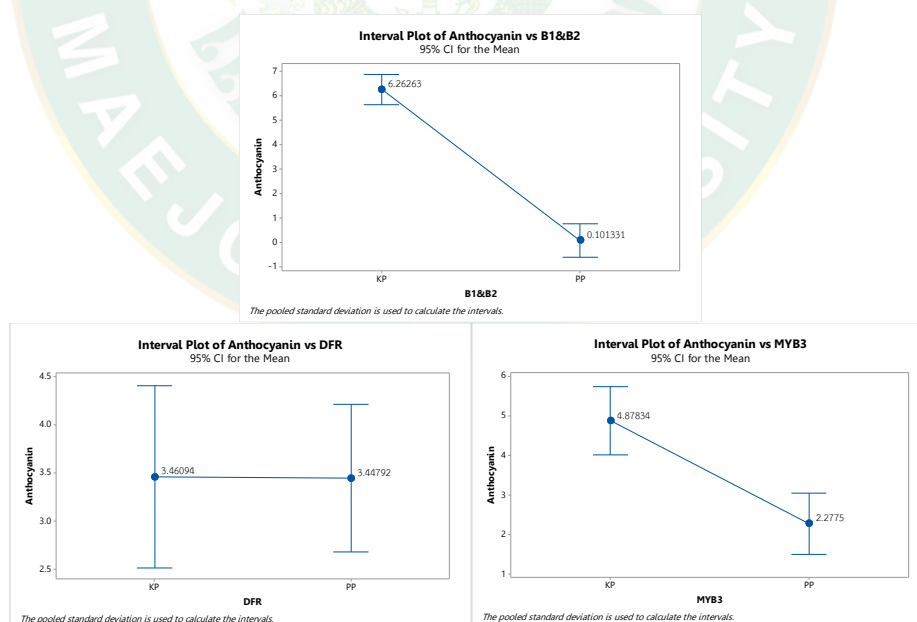 MAEJO
SITY
Interval Plot of Anthocyanin vs B1&B2
95% CI for the Mean
7
6
5
4
3
2
1
0
-1
Anthocyanin
6.26263
0.101331
KP
PP
B1&B2
The pooled standard deviation is used to calculate the intervals.
Interval Plot of Anthocyanin vs DFR
95% CI for the Mean
4.5
4.0
3.5
3.0
2.5
Anthocyanin
3.46094
3.44792
KP
PP
DFR
The pooled standard deviation is used to calculate the intervals.
Interval Plot of Anthocyanin vs MYB3
95% CI for the Mean
6
5
4
3
2
1
Anthocyanin
4.87834
2.2775
KP
PP
MYB3
The pooled standard deviation is used to calculate the intervals.